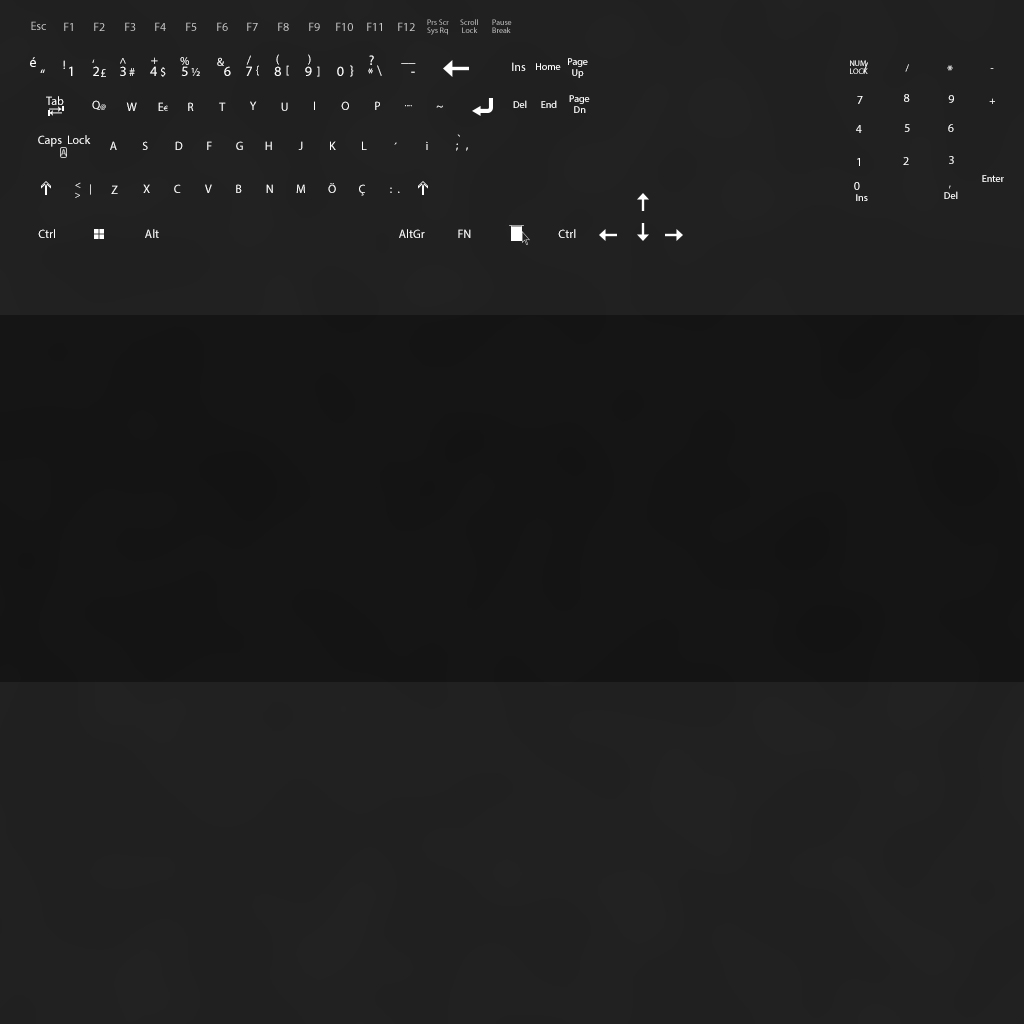 Esc F1 F2 F3 F4 F5 F6 F7 F8 F9 F10 F11 F12 Prs Scr Sys Rq Scroll Lock Pause Break
é " ! 1 ' 2 £ ^ 3 # + 4 $ % 5 ½ & 6 / 7 { ( 8 [ ) 9 ] 0 } ? * \ _ - Ins Home Page Up NUM LOCK / * -
Tab Q @ W E € R T Y U I O P ¨ ~ Del End Page Dn 7 8 9 +
Caps Lock A S D F G H J K L ´ i ` ; , 4 5 6
< > | Z X C V B N M Ö Ç : . 1 2 3 Enter
0 Ins , Del
Ctrl Alt AltGr FN Ctrl